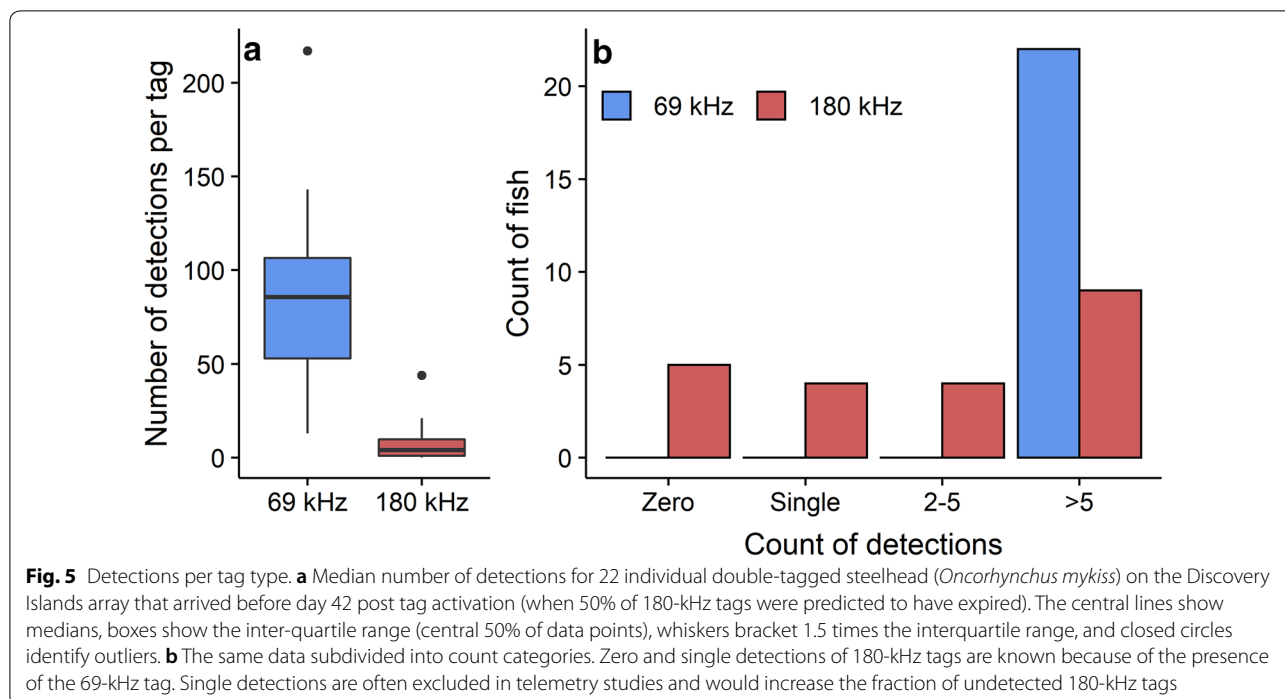 a
Number of detections per tag
200
150
100
50
0
69 kHz
180 kHz
b
Count of fish
20
15
10
5
0
69 kHz
180 kHz
Zero
Single
2-5
>5
Count of detections
Fig. 5 Detections per tag type. a Median number of detections for 22 individual double-tagged steelhead (Oncorhynchus mykiss) on the Discovery
Islands array that arrived before day 42 post tag activation (when 50% of 180-kHz tags were predicted to have expired). The central lines show
medians, boxes show the inter-quartile range (central 50% of data points), whiskers bracket 1.5 times the interquartile range, and closed circles
identify outliers. b The same data subdivided into count categories. Zero and single detections of 180-kHz tags are known because of the presence
of the 69-kHz tag. Single detections are often excluded in telemetry studies and would increase the fraction of undetected 180-kHz tags